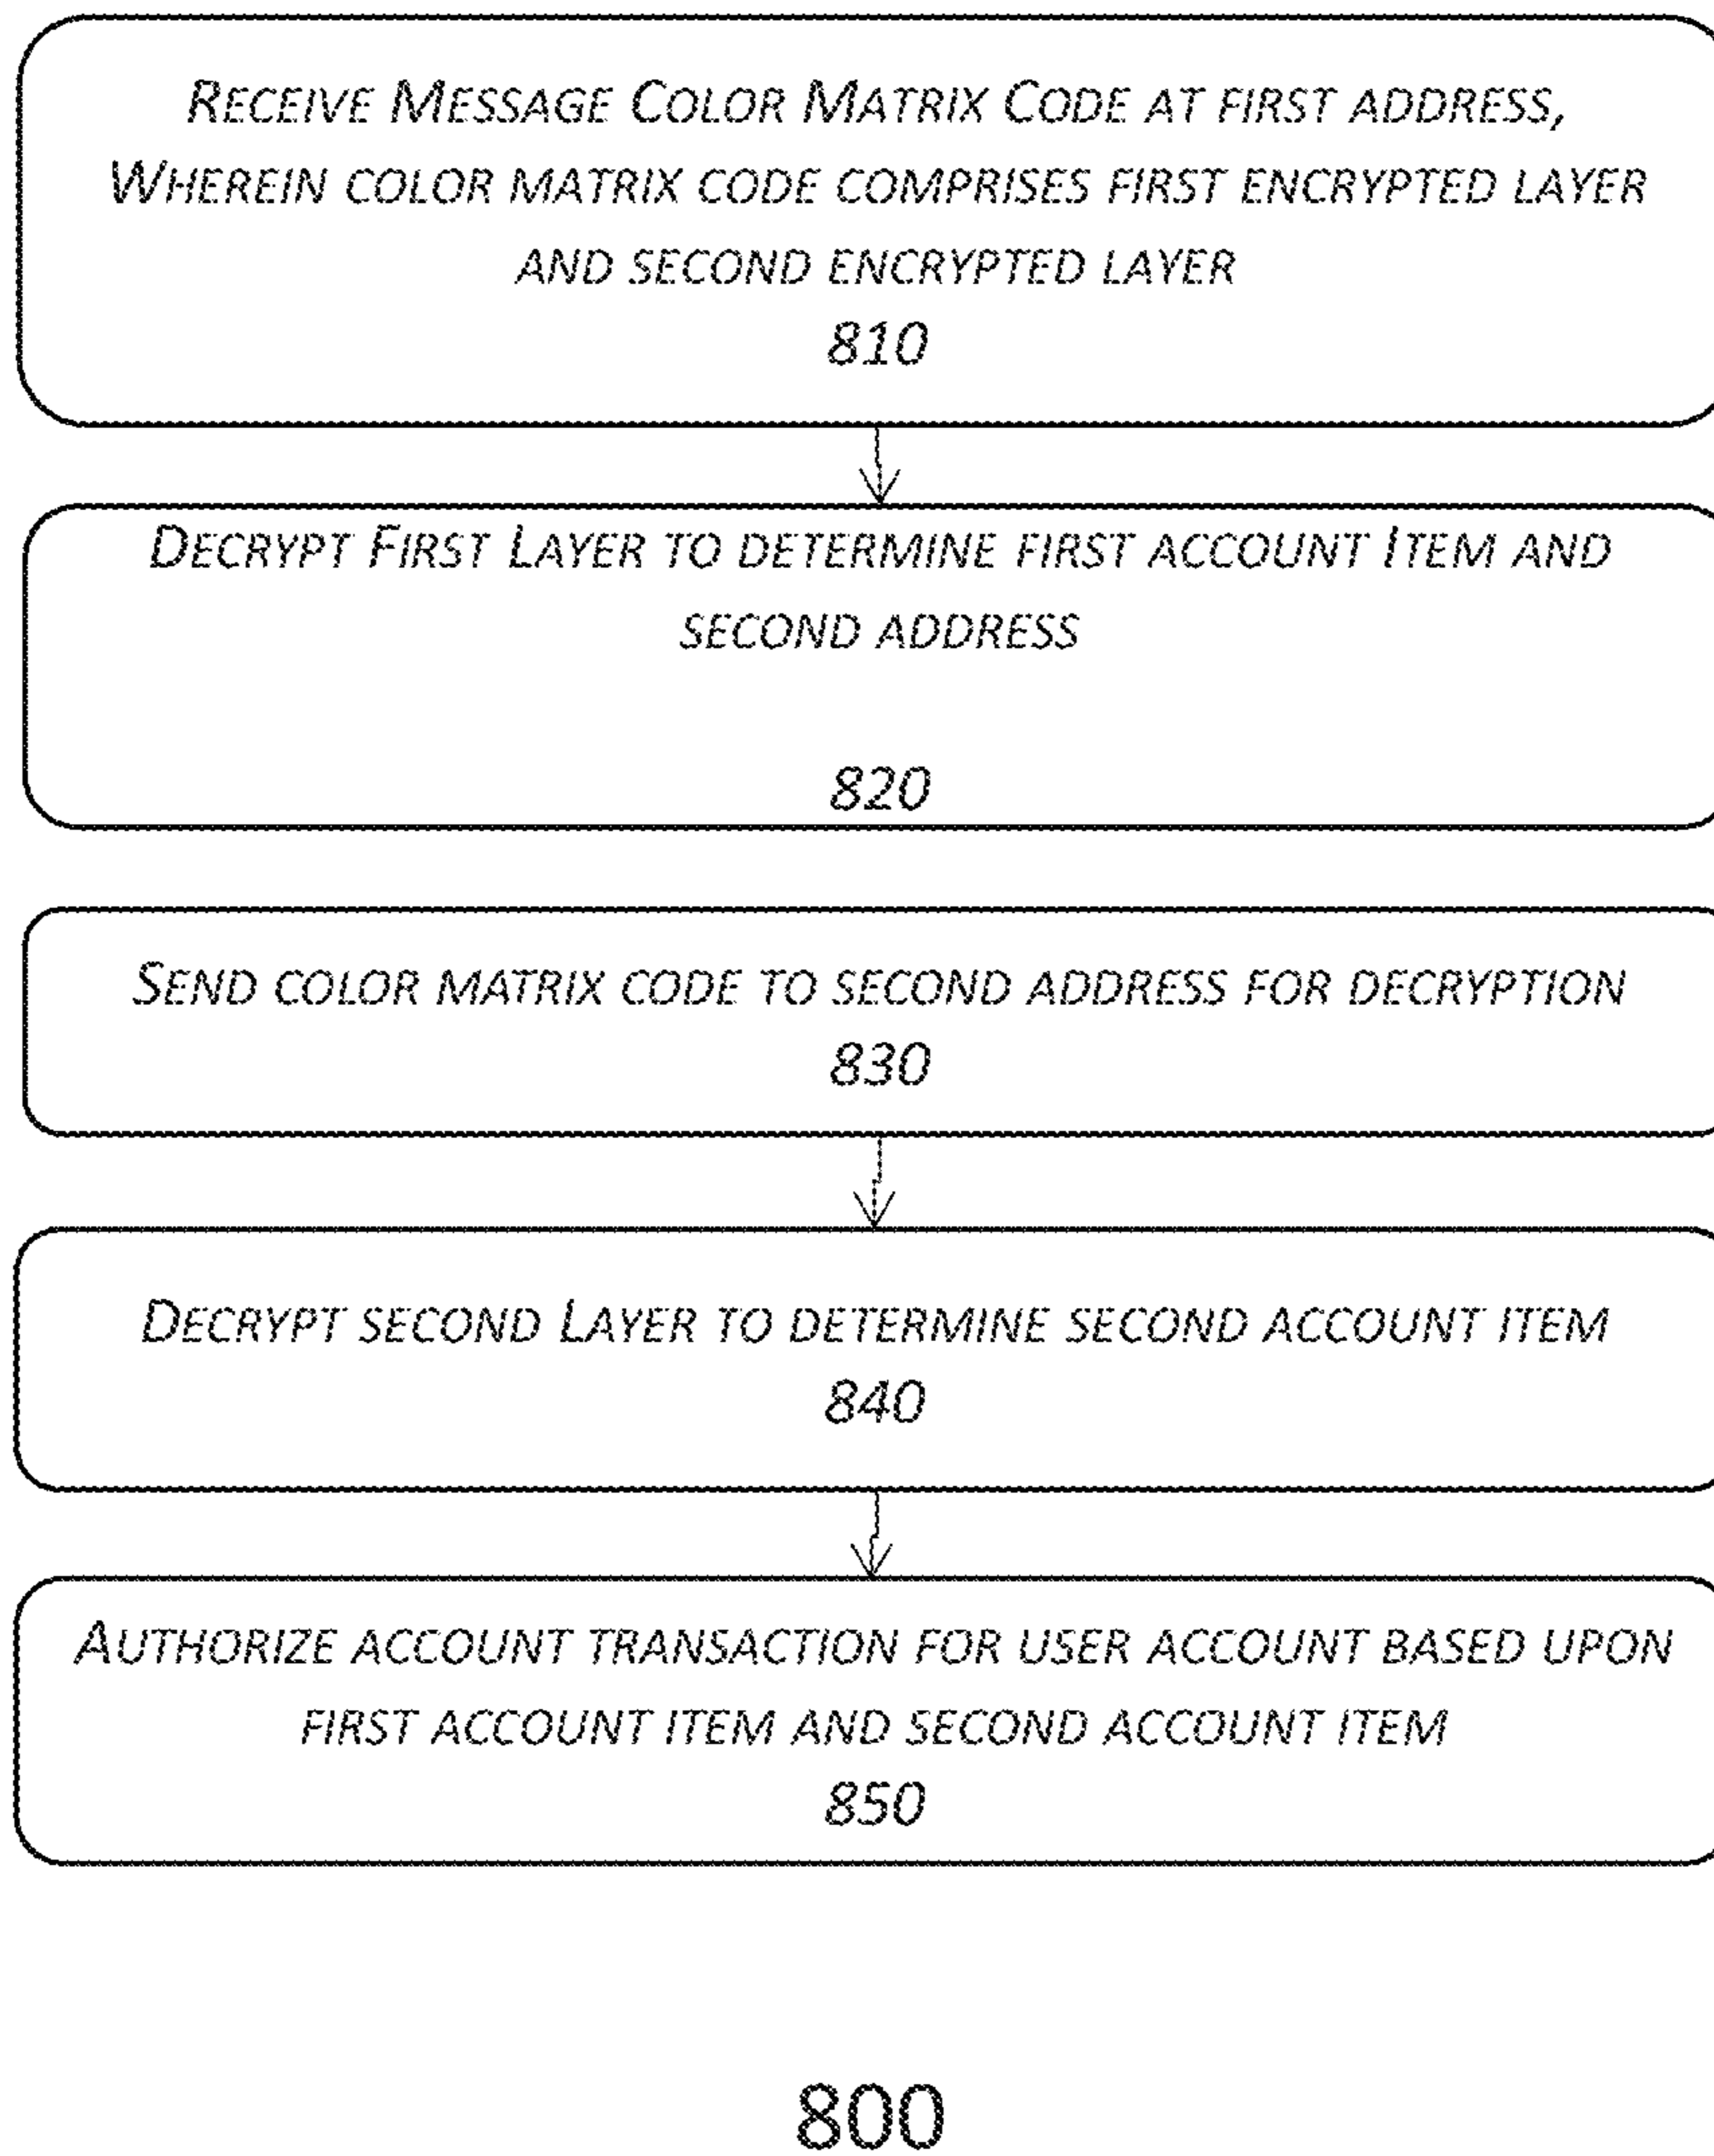 RECEIVE MESSAGE COLOR MATRIX CODE AT FIRST ADDRESS,
WHEREIN COLOR MATRIX CODE COMPRISES FIRST ENCRYPTED LAYER
AND SECOND ENCRYPTED LAYER
810
DECRYPT FIRST LAYER TO DETERMINE FIRST ACCOUNT ITEM AND
SECOND ADDRESS
820
SEND COLOR MATRIX CODE TO SECOND ADDRESS FOR DECRYPTION
830
DECRYPT SECOND LAYER TO DETERMINE SECOND ACCOUNT ITEM
840
AUTHORIZE ACCOUNT TRANSACTION FOR USER ACCOUNT BASED UPON
FIRST ACCOUNT ITEM AND SECOND ACCOUNT ITEM
850
800